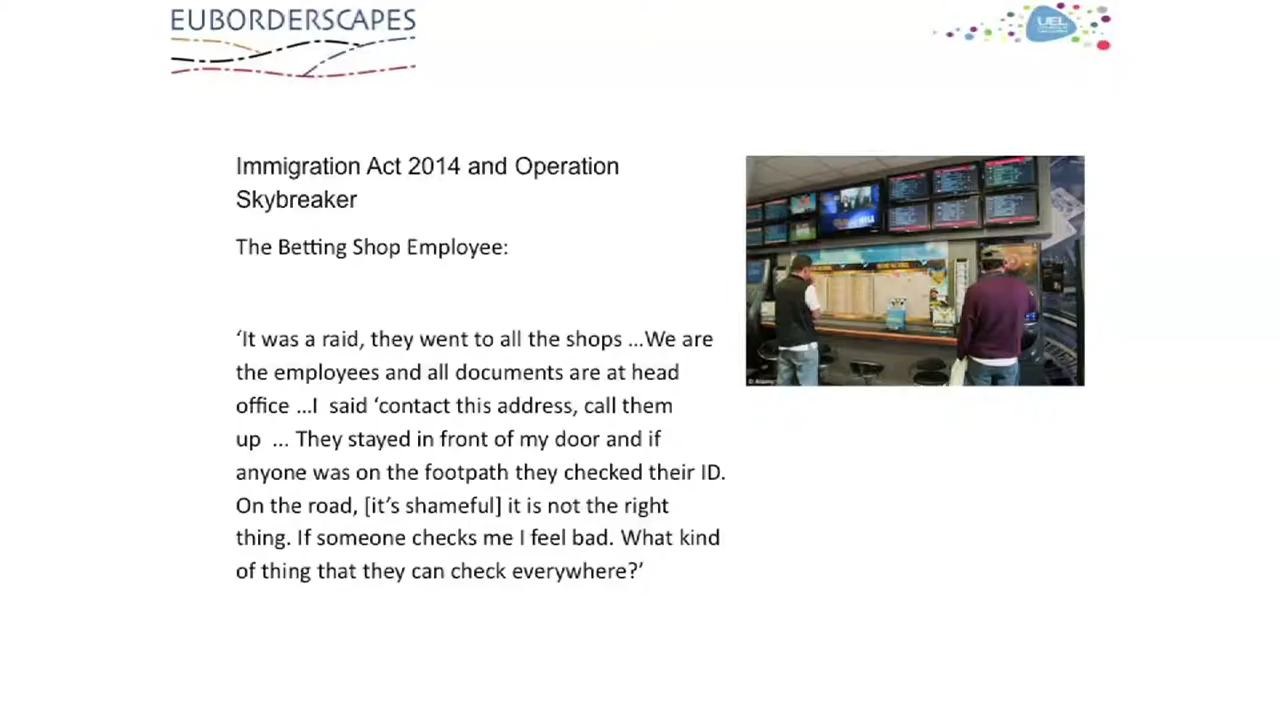 EUBORDERSCAPES
UEL
Immigration Act 2014 and Operation
Skybreaker
The Betting Shop Employee:
‘It was a raid, they went to all the shops ...We are
the employees and all documents are at head
office ...I said ‘contact this address, call them
up ... They stayed in front of my door and if
anyone was on the footpath they checked their ID.
On the road, [it’s shameful] it is not the right
thing. If someone checks me I feel bad. What kind
of thing that they can check everywhere?’
© Alamy